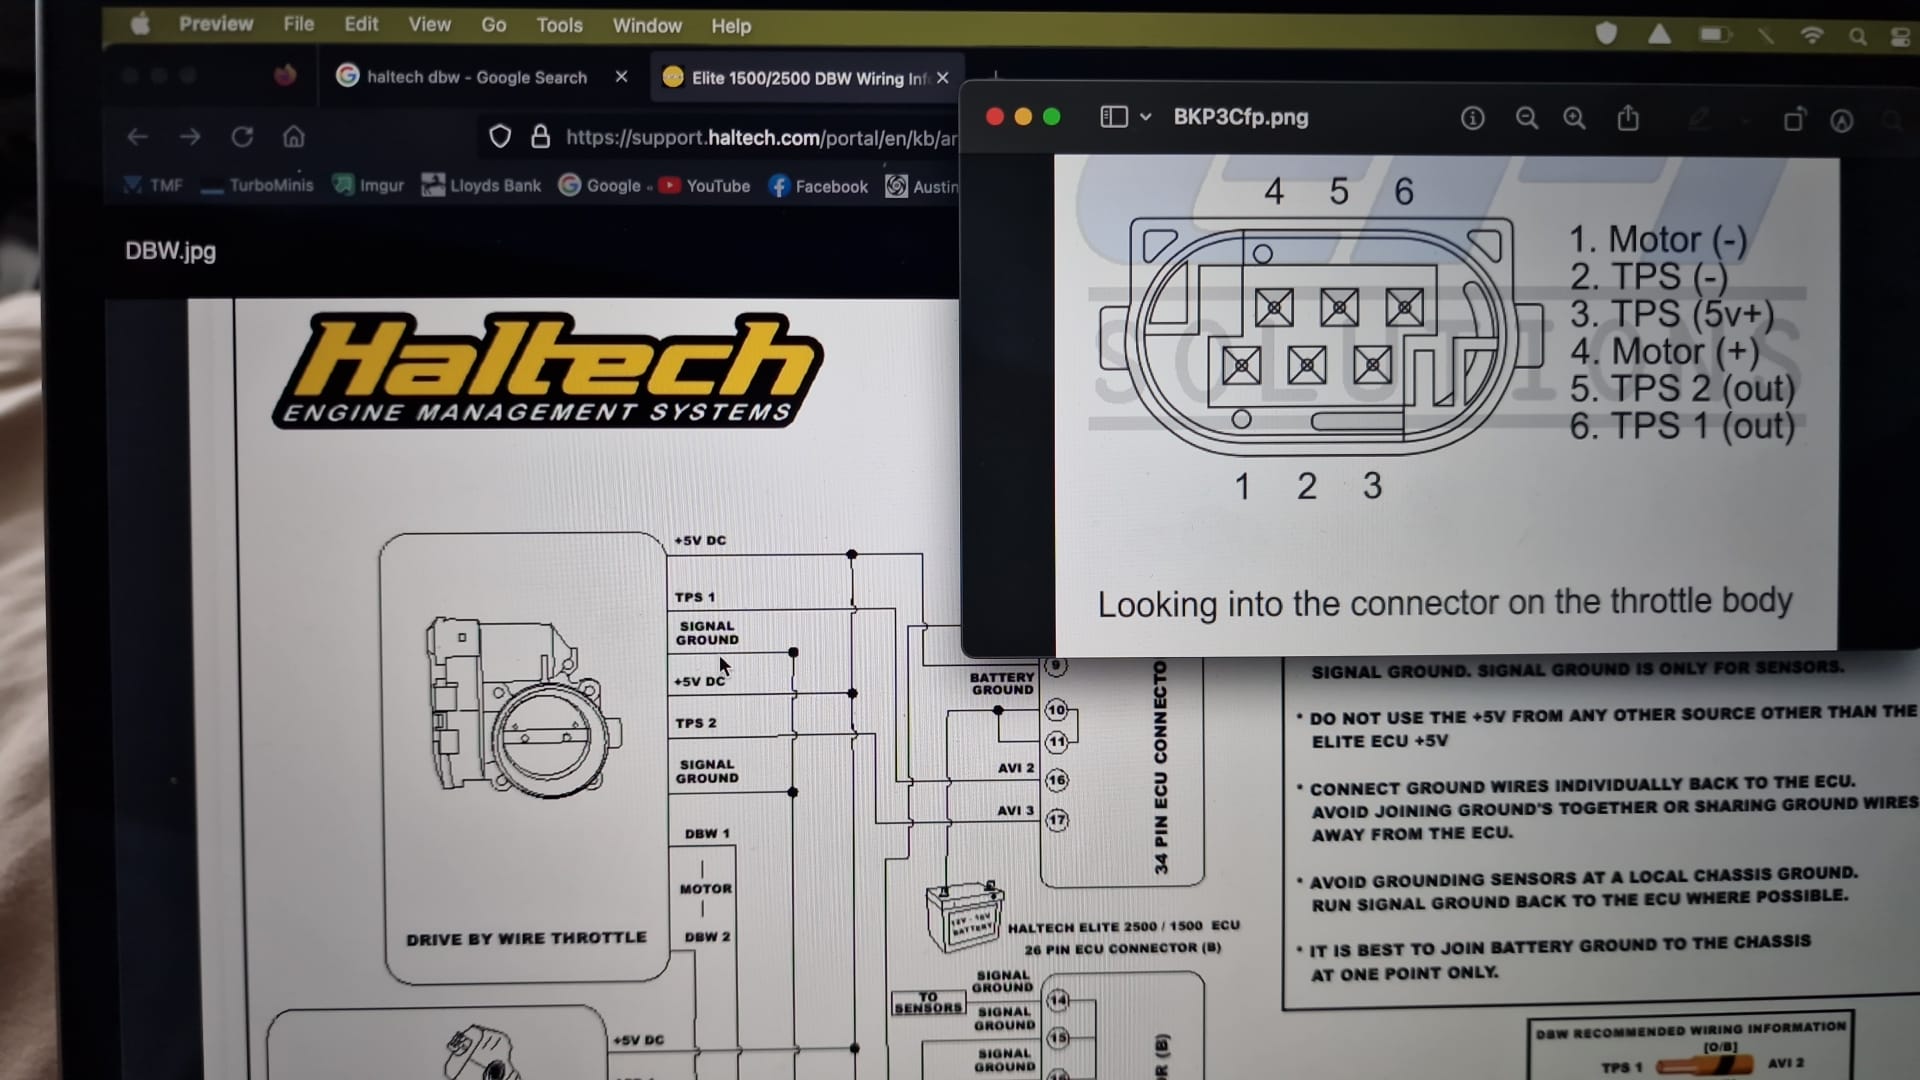 Preview File Edit View Go Tools Window Help
haltech dbw - Google Search
Elite 1500/2500 DBW Wiring Inf
https://support.haltech.com/portal/en/kb/ar
TMF TurboMinis Imgur Lloyds Bank Google YouTube Facebook Austin
DBW.jpg
Haltech
ENGINE MANAGEMENT SYSTEMS
+5V DC
TPS 1
SIGNAL
GROUND
+5V DC
TPS 2
SIGNAL
GROUND
DBW 1
MOTOR
DBW 2
DRIVE BY WIRE THROTTLE
+5V DC
9
BATTERY
GROUND
10
11
AVI 2
16
AVI 3
17
34 PIN ECU CONNECTO
12V - 16V
BATTERY
HALTECH ELITE 2500 / 1500 ECU
26 PIN ECU CONNECTOR (B)
SIGNAL
GROUND
14
TO
SENSORS
SIGNAL
GROUND
15
SIGNAL
GROUND
R (B)
BKP3Cfp.png
SOLUTIONS
4 5 6
1 2 3
1. Motor (-)
2. TPS (-)
3. TPS (5v+)
4. Motor (+)
5. TPS 2 (out)
6. TPS 1 (out)
Looking into the connector on the throttle body
SIGNAL GROUND. SIGNAL GROUND IS ONLY FOR SENSORS.
* DO NOT USE THE +5V FROM ANY OTHER SOURCE OTHER THAN THE
ELITE ECU +5V
* CONNECT GROUND WIRES INDIVIDUALLY BACK TO THE ECU.
AVOID JOINING GROUND'S TOGETHER OR SHARING GROUND WIRES
AWAY FROM THE ECU.
* AVOID GROUNDING SENSORS AT A LOCAL CHASSIS GROUND.
RUN SIGNAL GROUND BACK TO THE ECU WHERE POSSIBLE.
* IT IS BEST TO JOIN BATTERY GROUND TO THE CHASSIS
AT ONE POINT ONLY.
DBW RECOMMENDED WIRING INFORMATION
[O/B]
TPS 1 AVI 2